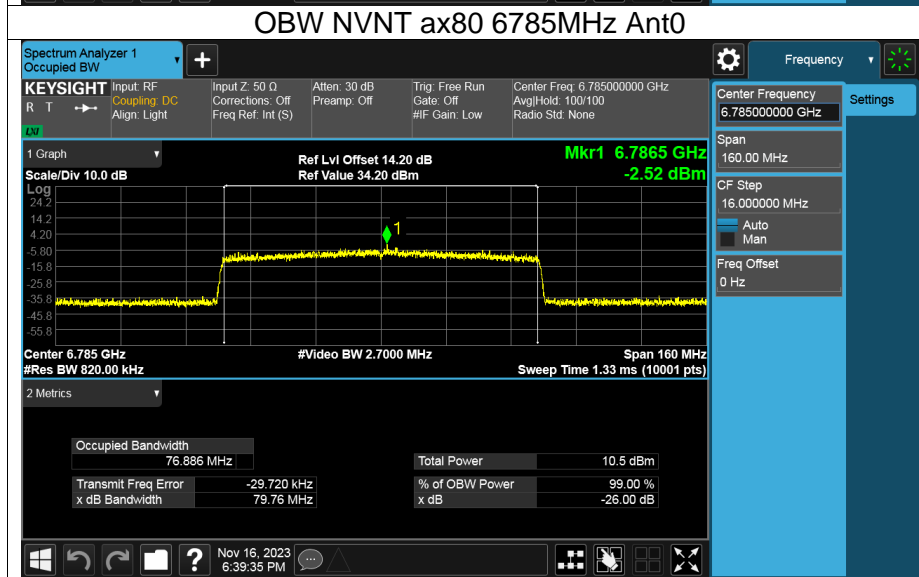 OBW NVNT ax80 6785MHz Ant0
Spectrum Analyzer 1
Occupied BW
+
Frequency
KEYSIGHT
R T
LXI
Input: RF
Coupling: DC
Align: Light
Input Z: 50 Ω
Corrections: Off
Freq Ref: Int (S)
Atten: 30 dB
Preamp: Off
Trig: Free Run
Gate: Off
#IF Gain: Low
Center Freq: 6.785000000 GHz
Avg|Hold: 100/100
Radio Std: None
Center Frequency
6.785000000 GHz
Settings
Span
160.00 MHz
CF Step
16.000000 MHz
Auto
Man
Freq Offset
0 Hz
1 Graph
Scale/Div 10.0 dB
Ref Lvl Offset 14.20 dB
Ref Value 34.20 dBm
Mkr1 6.7865 GHz
-2.52 dBm
Log
24.2
14.2
4.20
-5.80
-15.8
-25.8
-35.8
-45.8
-55.8
1
Center 6.785 GHz
#Res BW 820.00 kHz
#Video BW 2.7000 MHz
Span 160 MHz
Sweep Time 1.33 ms (10001 pts)
2 Metrics
Occupied Bandwidth
76.886 MHz
Total Power 10.5 dBm
Transmit Freq Error -29.720 kHz
% of OBW Power 99.00 %
x dB Bandwidth 79.76 MHz
x dB -26.00 dB
?
Nov 16, 2023
6:39:35 PM